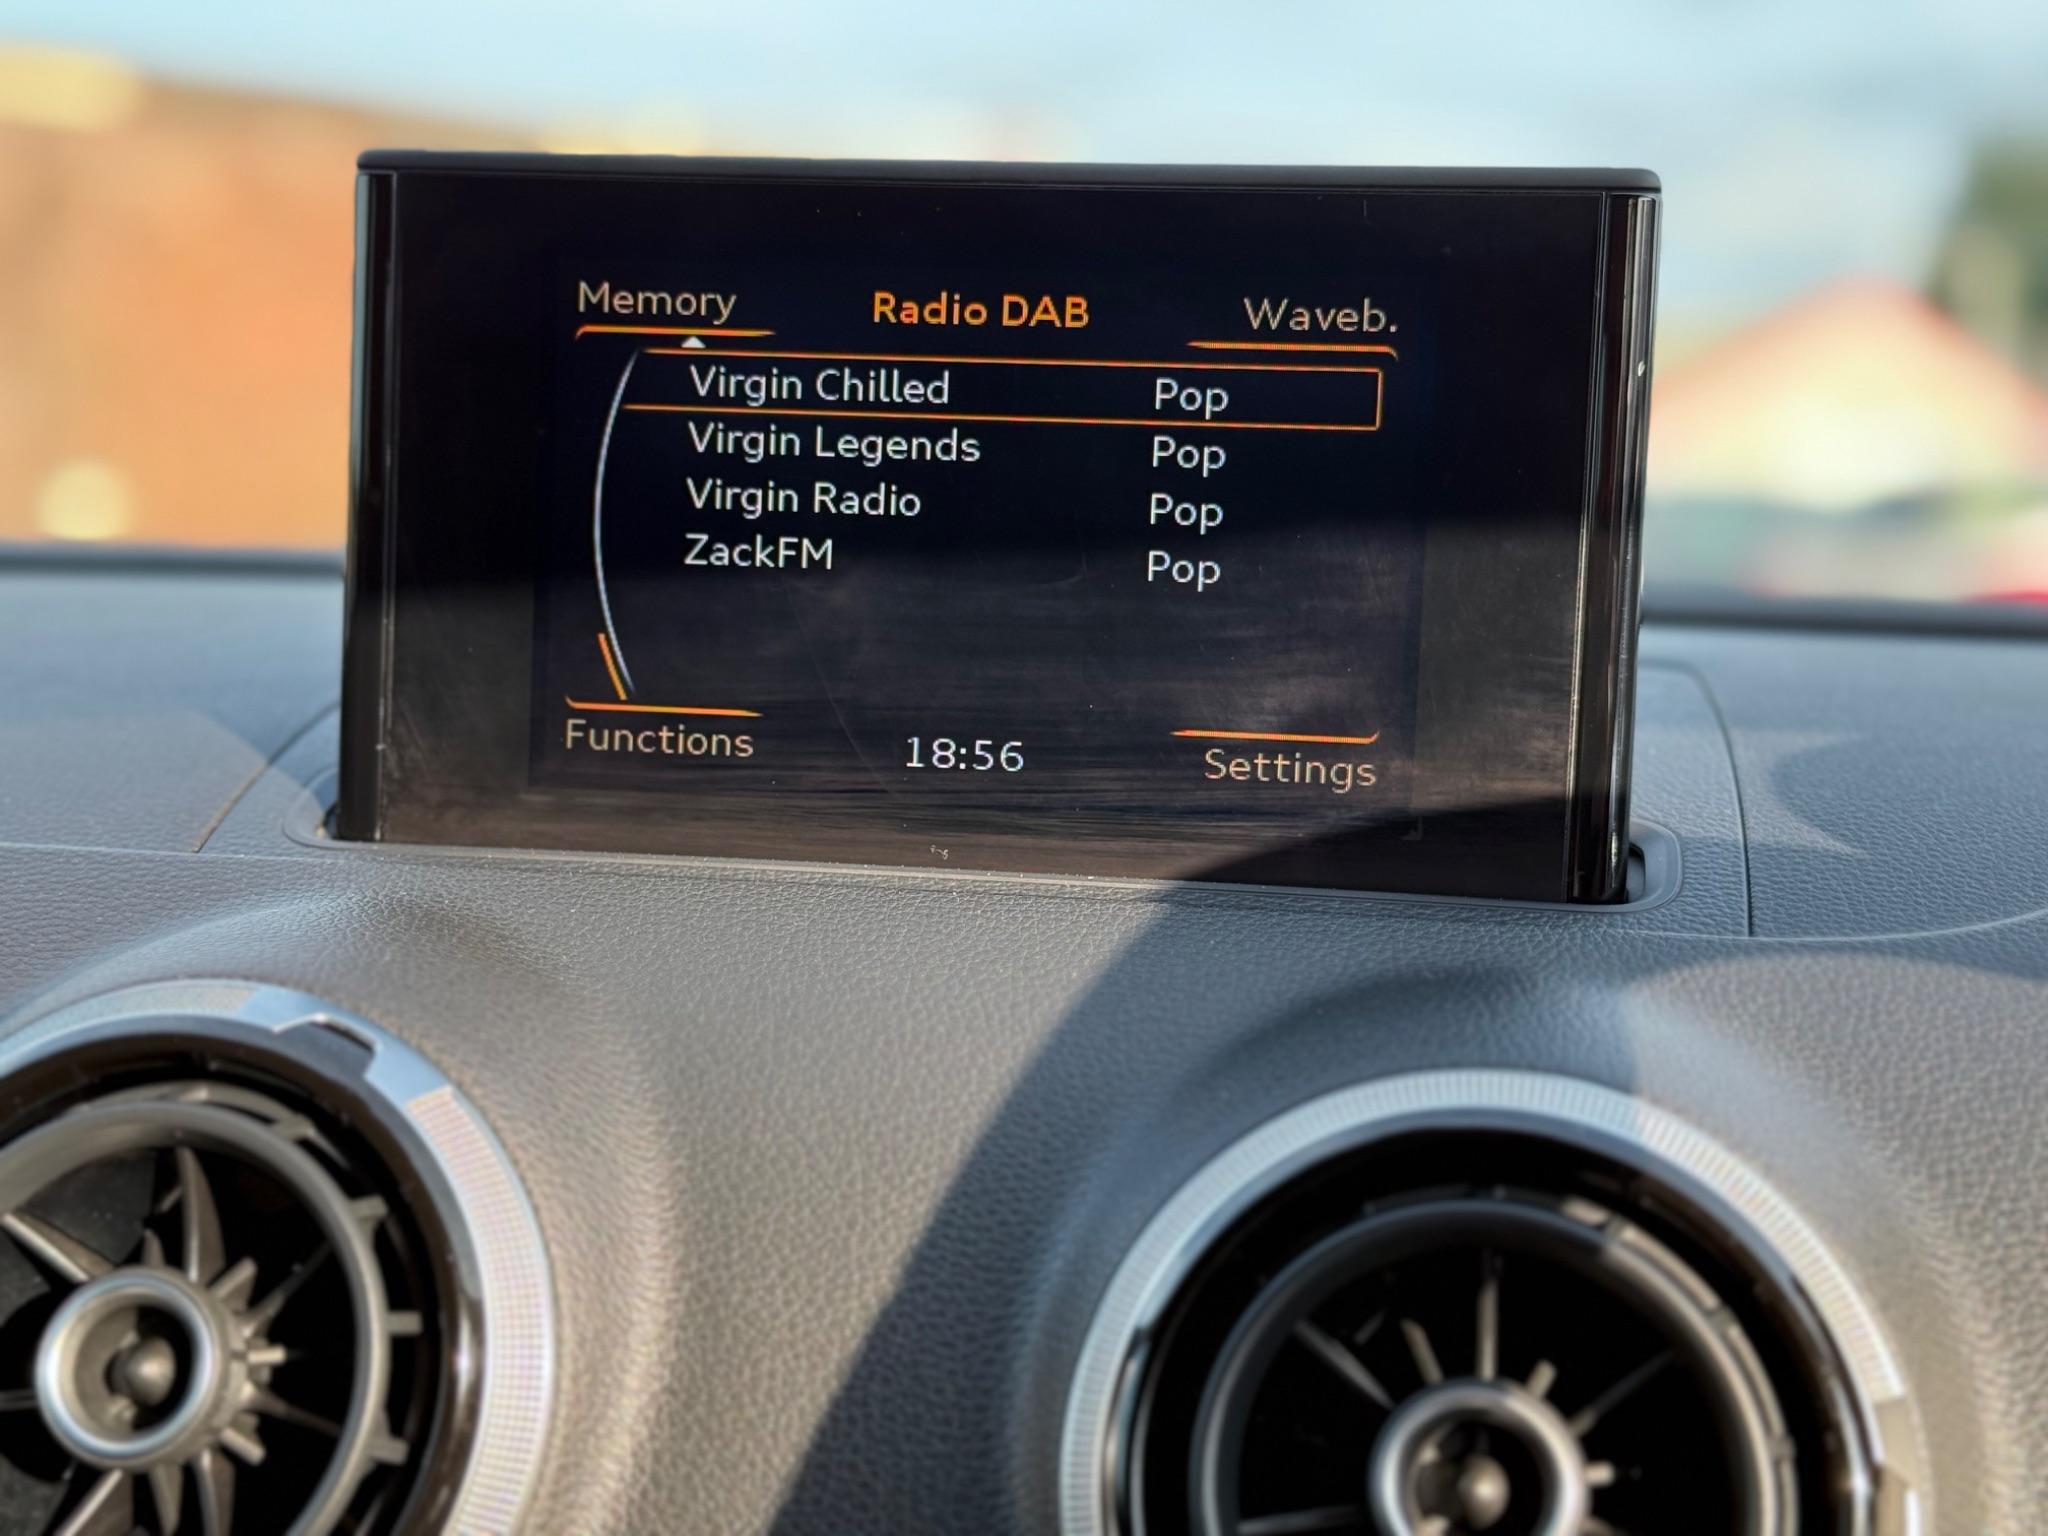 Memory Radio DAB Waveb.
Virgin Chilled Pop
Virgin Legends Pop
Virgin Radio Pop
ZackFM Pop
Functions 18:56 Settings